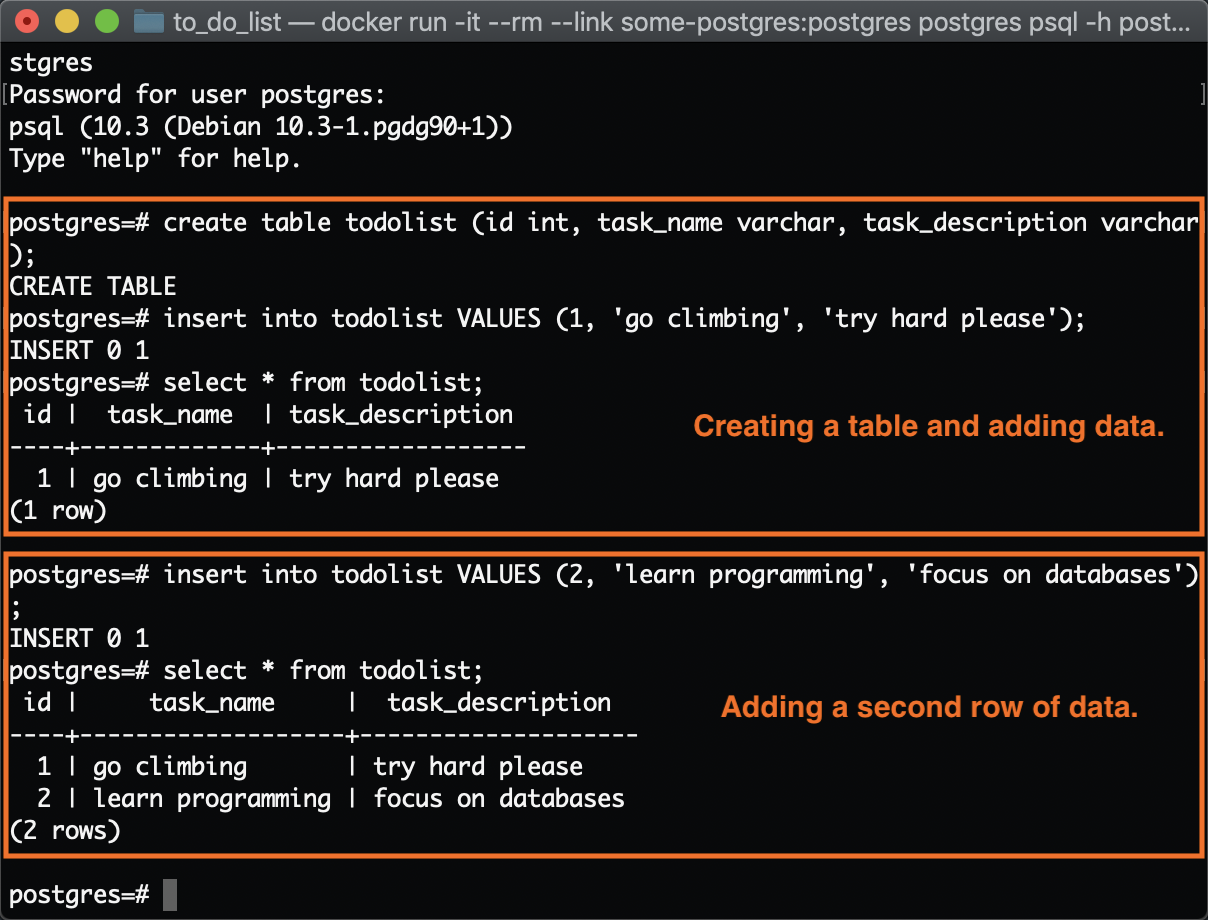 to_do_list — docker run -it --rm --link some-postgres:postgres postgres psql -h post...
stgres
[Password for user postgres: ]
psql (10.3 (Debian 10.3-1.pgdg90+1))
Type "help" for help.
postgres=# create table todolist (id int, task_name varchar, task_description varchar
);
CREATE TABLE
postgres=# insert into todolist VALUES (1, 'go climbing', 'try hard please');
INSERT 0 1
postgres=# select * from todolist;
 id |  task_name  | task_description
----+-------------+------------------
  1 | go climbing | try hard please
(1 row)
Creating a table and adding data.
postgres=# insert into todolist VALUES (2, 'learn programming', 'focus on databases')
;
INSERT 0 1
postgres=# select * from todolist;
 id |     task_name     |  task_description
----+-------------------+--------------------
  1 | go climbing       | try hard please
  2 | learn programming | focus on databases
(2 rows)
Adding a second row of data.
postgres=#